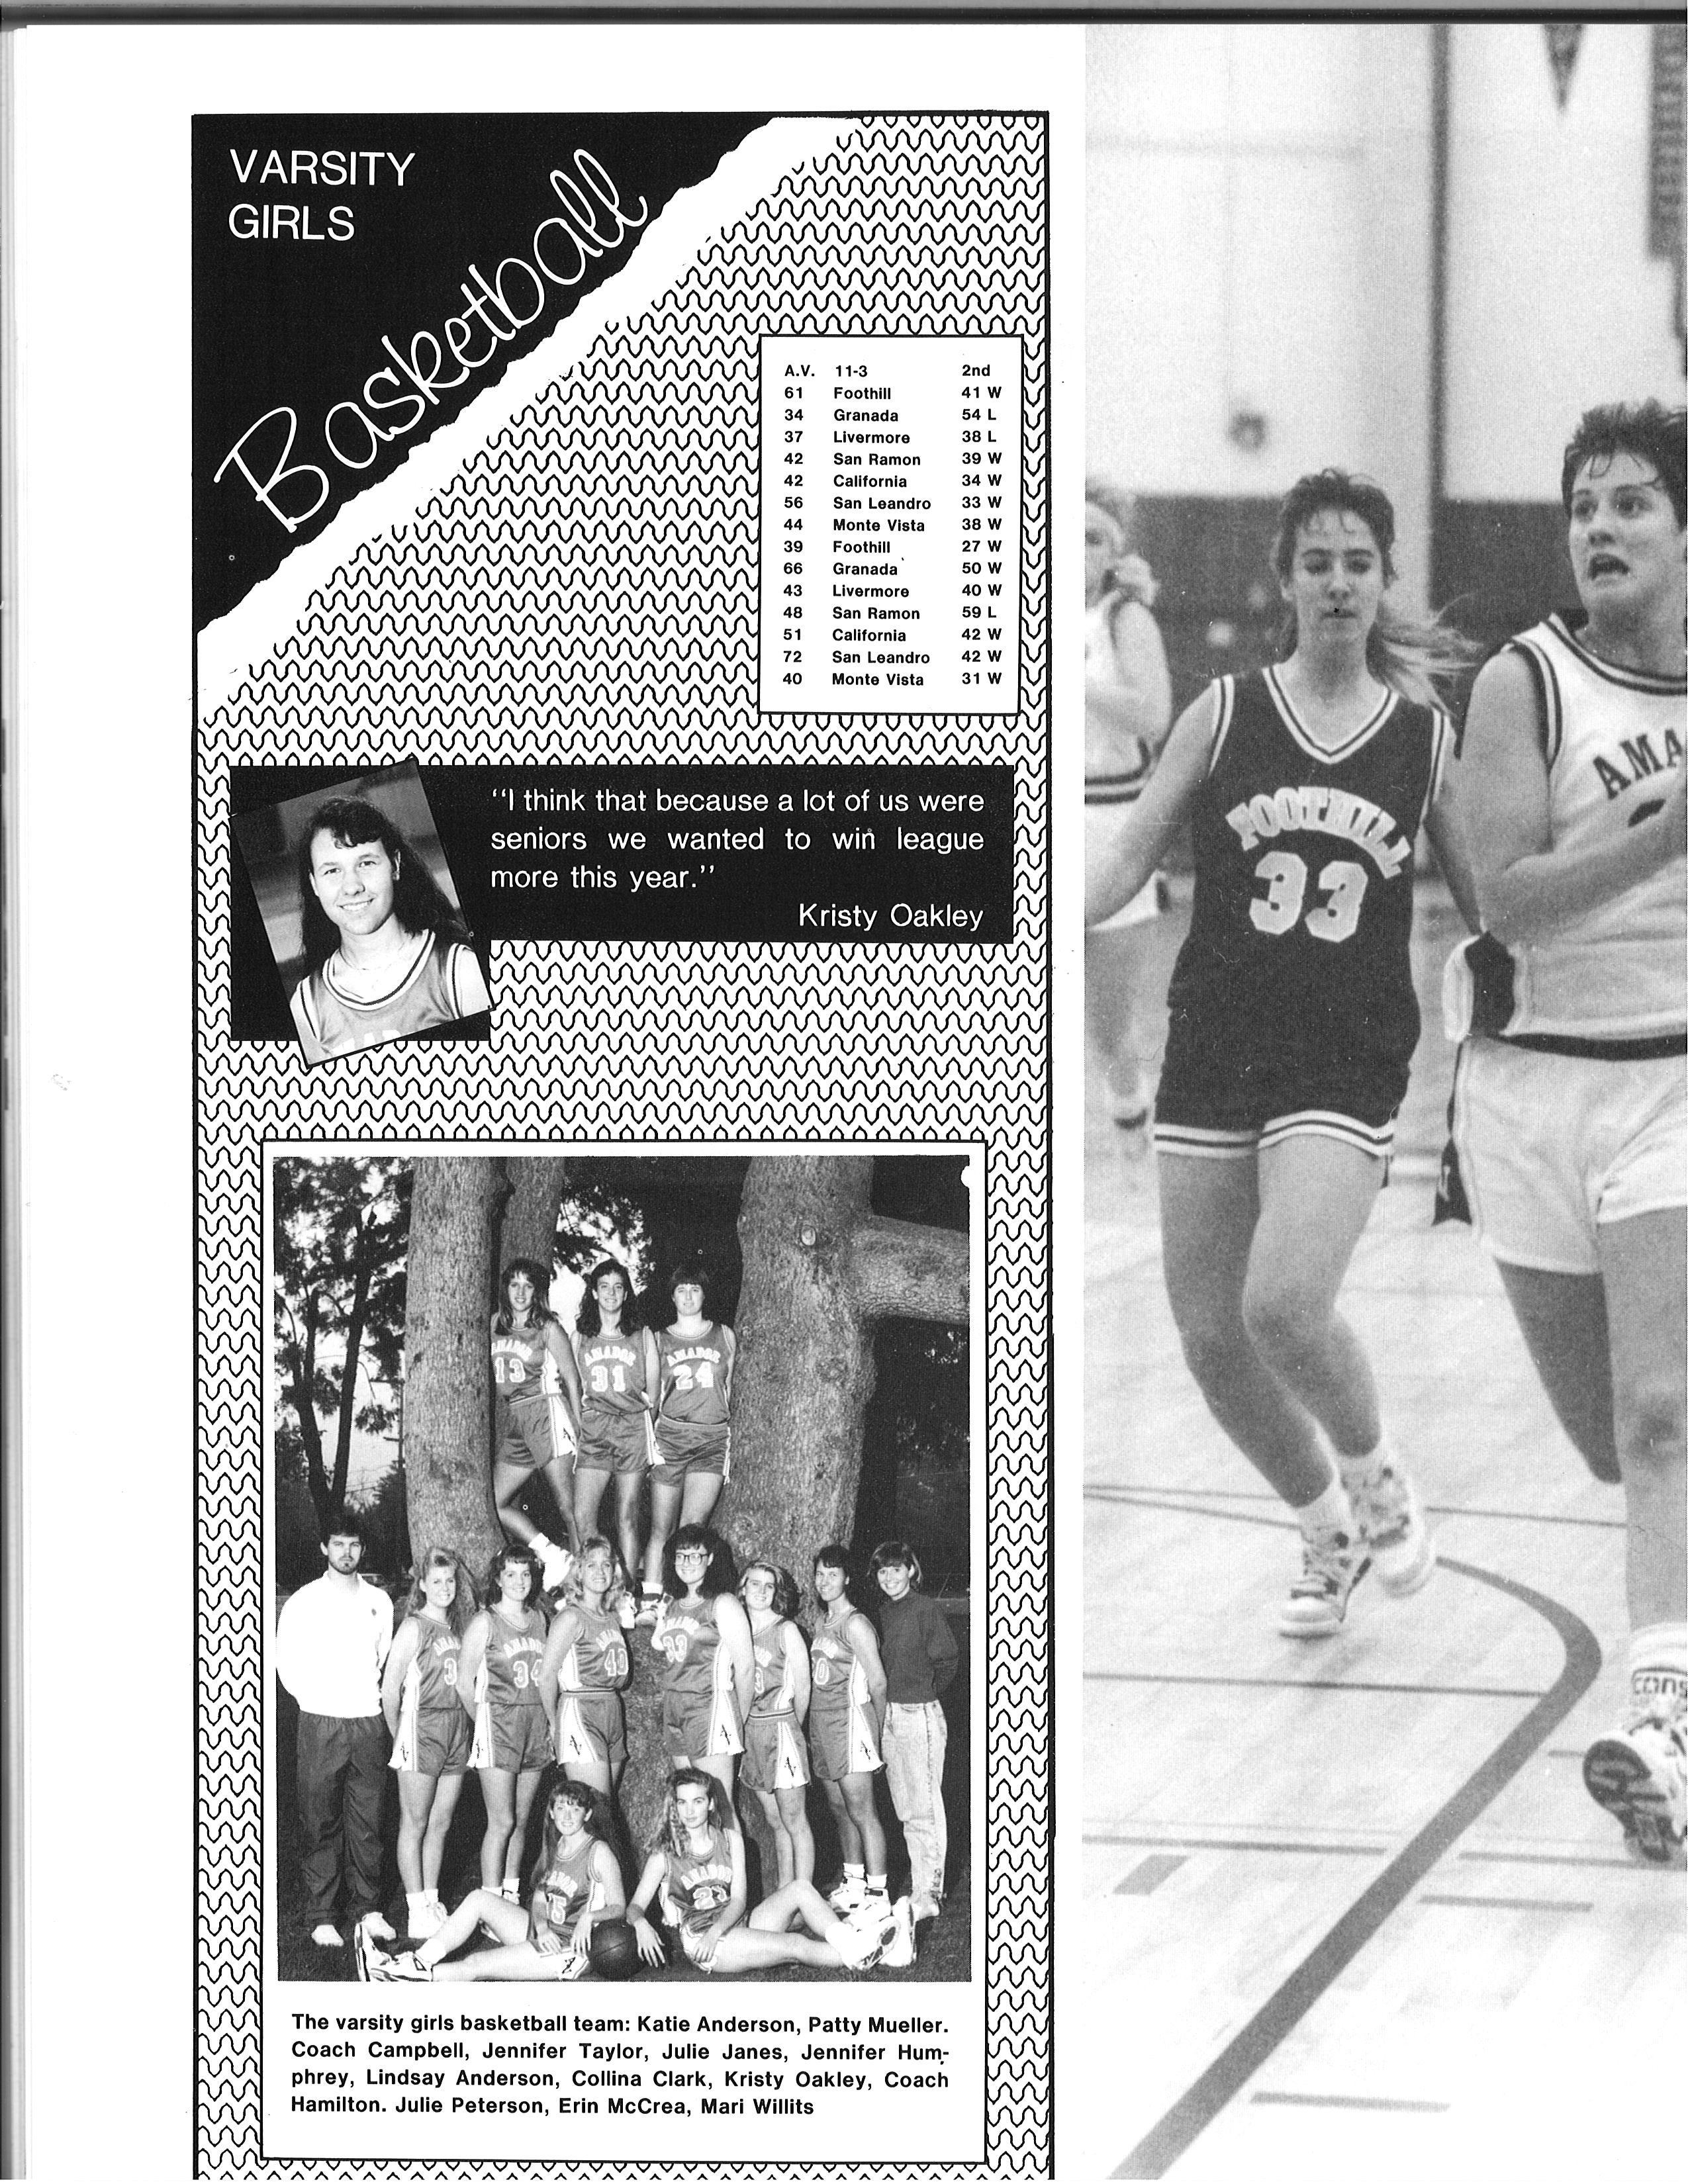 VARSITY
GIRLS
Basketball
A.V. 11-3 2nd
61 Foothill 41 W
34 Granada 54 L
37 Livermore 38 L
42 San Ramon 39 W
42 California 34 W
56 San Leandro 33 W
44 Monte Vista 38 W
39 Foothill 27 W
66 Granada 50 W
43 Livermore 40 W
48 San Ramon 59 L
51 California 42 W
72 San Leandro 42 W
40 Monte Vista 31 W
"I think that because a lot of us were
seniors we wanted to win league
more this year."
Kristy Oakley
AMADOR
13
AMADOR
31
AMADOR
24
AMAD
3
AMADOR
34
33
AMADOR
23
The varsity girls basketball team: Katie Anderson, Patty Mueller.
Coach Campbell, Jennifer Taylor, Julie Janes, Jennifer Hum-
phrey, Lindsay Anderson, Collina Clark, Kristy Oakley, Coach
Hamilton. Julie Peterson, Erin McCrea, Mari Willits
FOOTHILL
33
AMA
cons